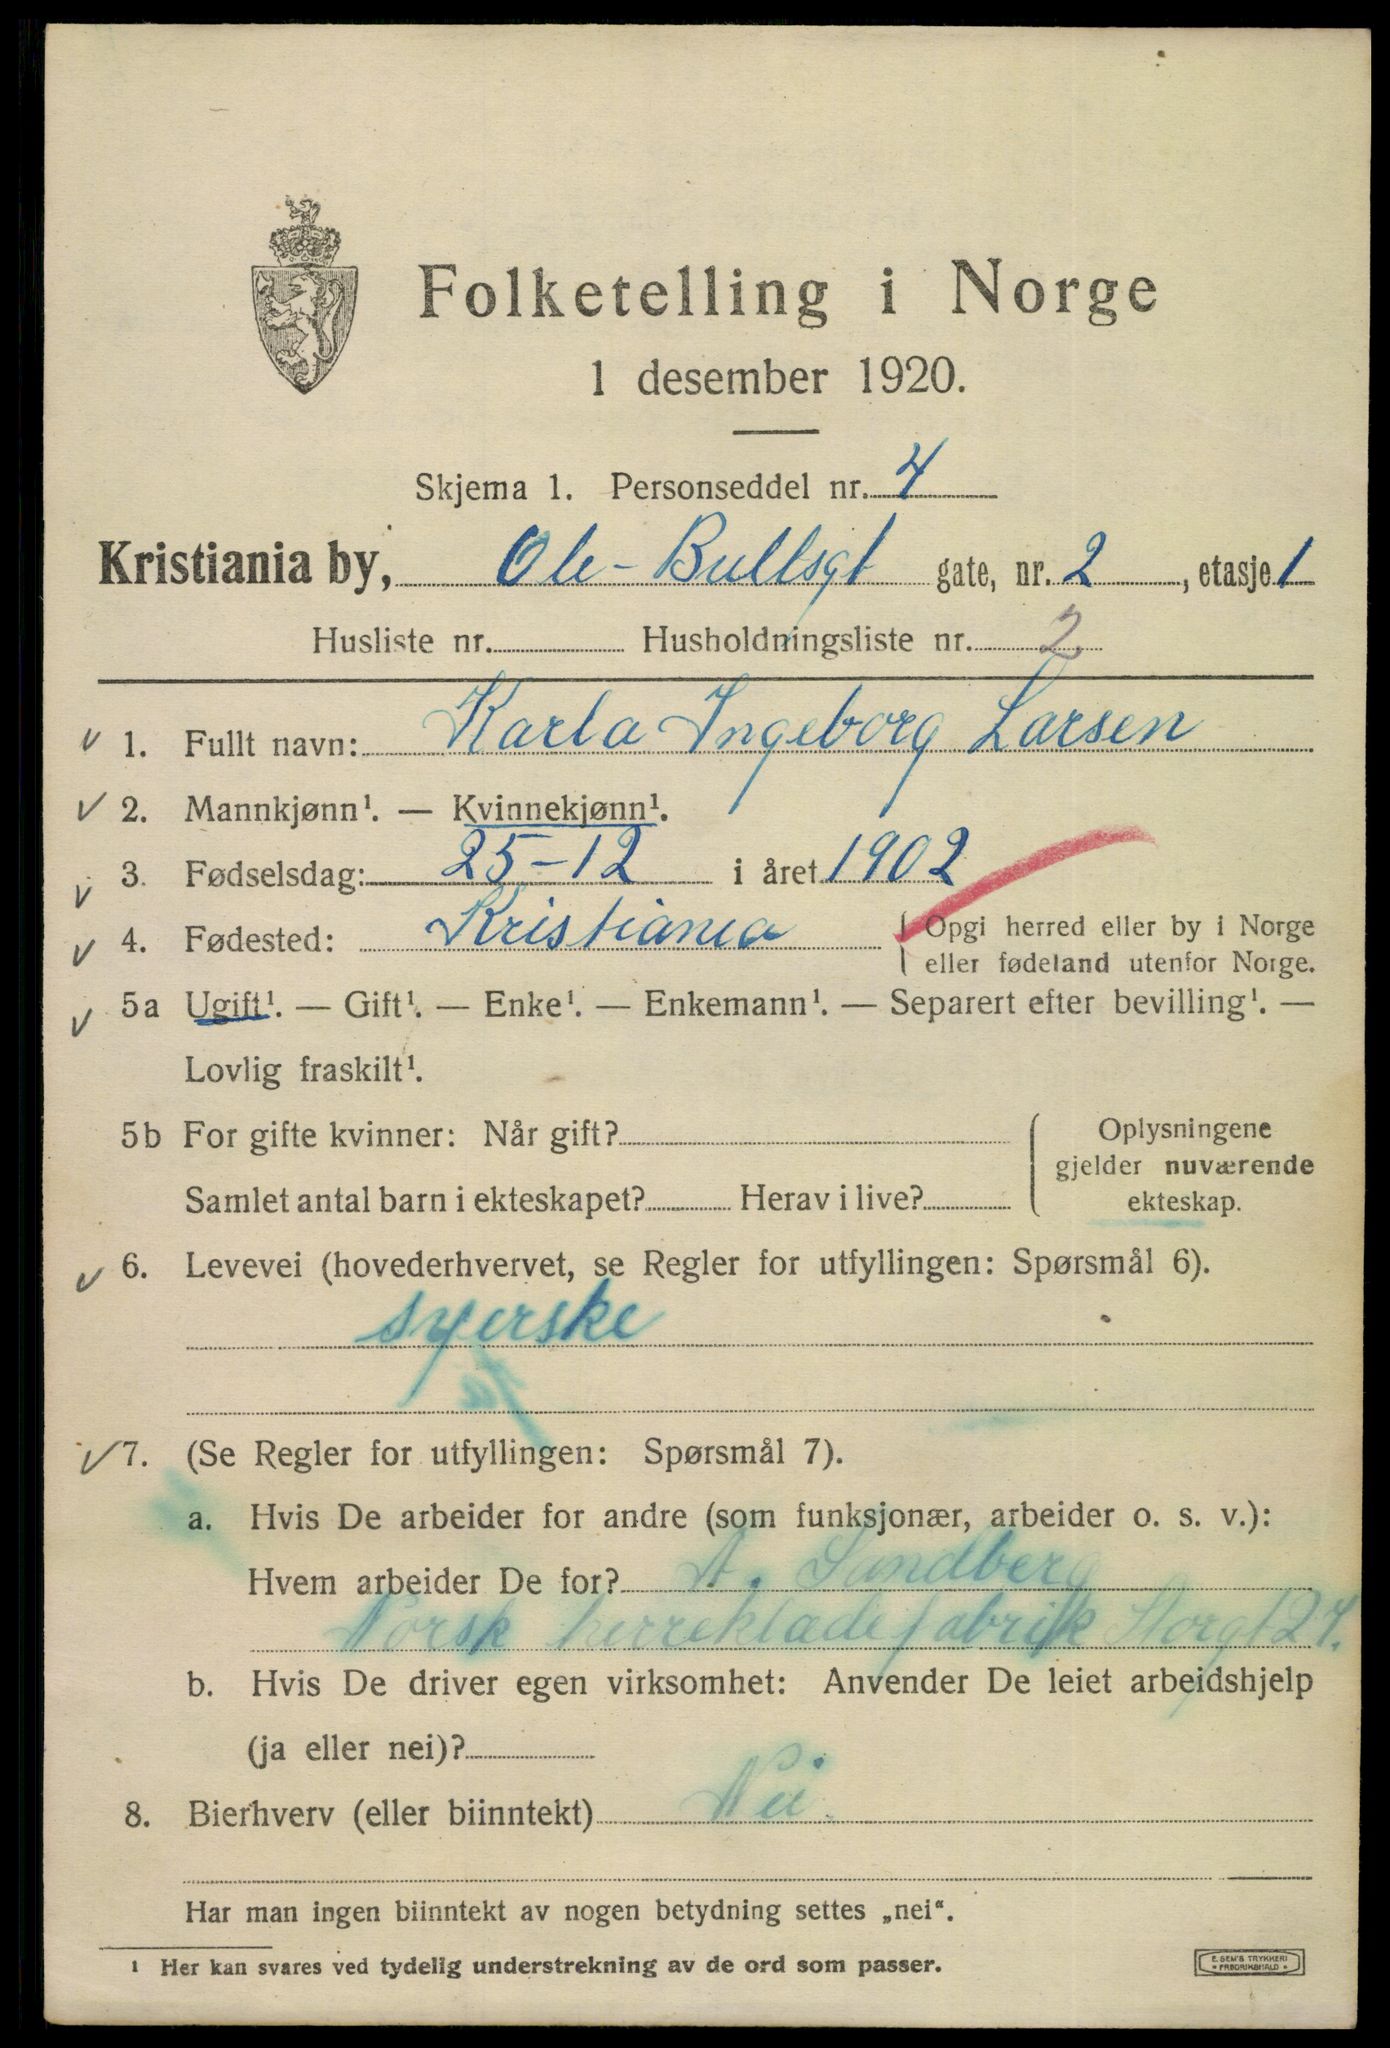 Folketelling i Norge
1 desember 1920.
Skjema 1. Personseddel nr. 4
Kristiania by, Ole-Bullsgt gate, nr. 2, etasje 1
Husliste nr. Husholdningsliste nr. 2
1. Fullt navn: Karla Ingeborg Larsen
2. Mannkjønn¹. — Kvinnekjønn¹.
3. Fødselsdag: 25-12 i året 1902
4. Fødested: Kristiania { Opgi herred eller by i Norge
eller fødeland utenfor Norge.
5a Ugift¹. — Gift¹. — Enke¹. — Enkemann¹. — Separert efter bevilling¹. —
Lovlig fraskilt¹.
5b For gifte kvinner: Når gift?
Samlet antal barn i ekteskapet? Herav i live?
Oplysningene
gjelder nuværende
ekteskap.
6. Levevei (hovederhvervet, se Regler for utfyllingen: Spørsmål 6).
syerske
7. (Se Regler for utfyllingen: Spørsmål 7).
a. Hvis De arbeider for andre (som funksjonær, arbeider o. s. v.):
Hvem arbeider De for? A. Sandberg
Norsk herreklædefabrik Storgt 27.
b. Hvis De driver egen virksomhet: Anvender De leiet arbeidshjelp
(ja eller nei)?
8. Bierhverv (eller biinntekt) Nei
Har man ingen biinntekt av nogen betydning settes „nei“.
¹ Her kan svares ved tydelig understrekning av de ord som passer.
E. SEM'S TRYKKERI
• FREDRIKSHALD •